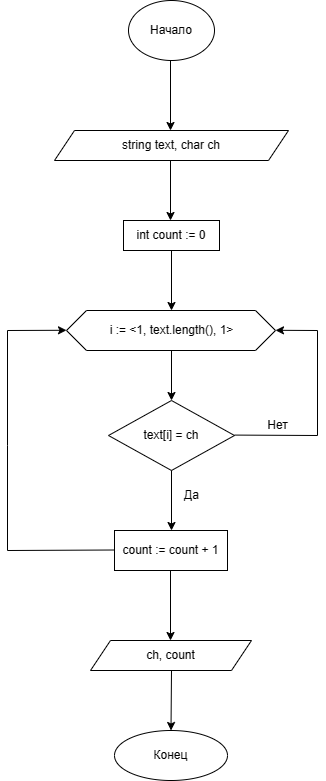 Начало
string text, char ch
int count := 0
i := <1, text.length(), 1>
text[i] = ch
Нет
Да
count := count + 1
ch, count
Конец